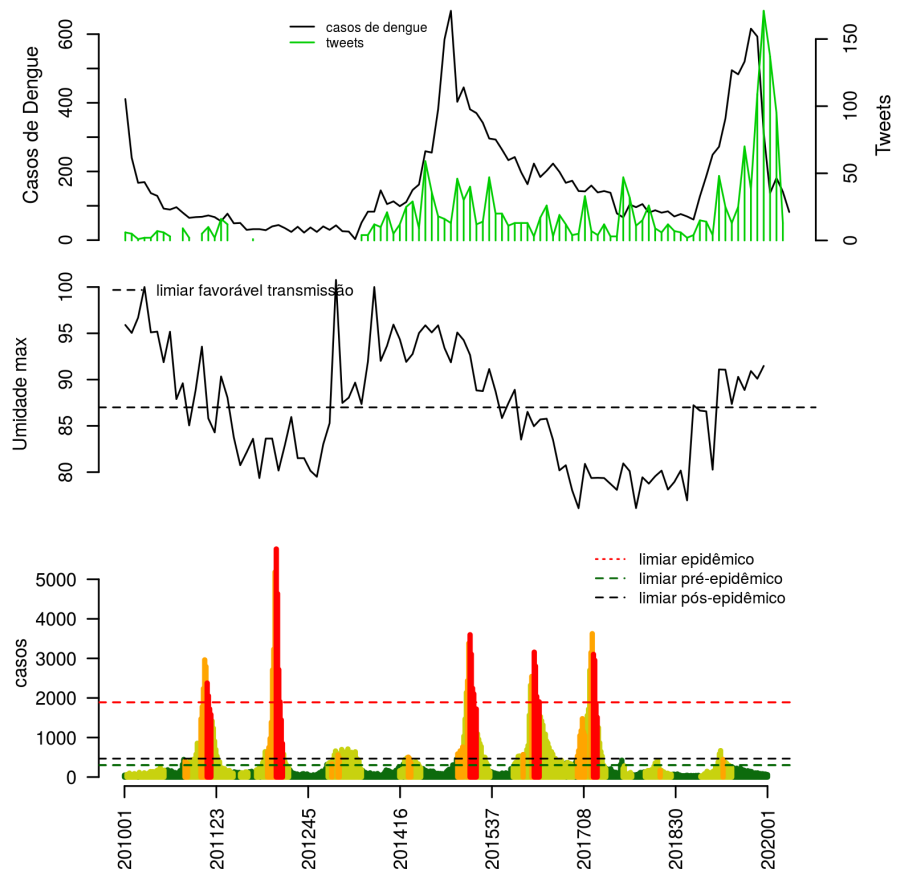 casos de dengue
tweets
Casos de Dengue
0
200
400
600
Tweets
0
50
100
150
limiar favorável transmissão
Umidade max
80
85
90
95
100
limiar epidêmico
limiar pré-epidêmico
limiar pós-epidêmico
casos
5000
4000
3000
2000
1000
0
201001
201123
201245
201416
201537
201708
201830
202001